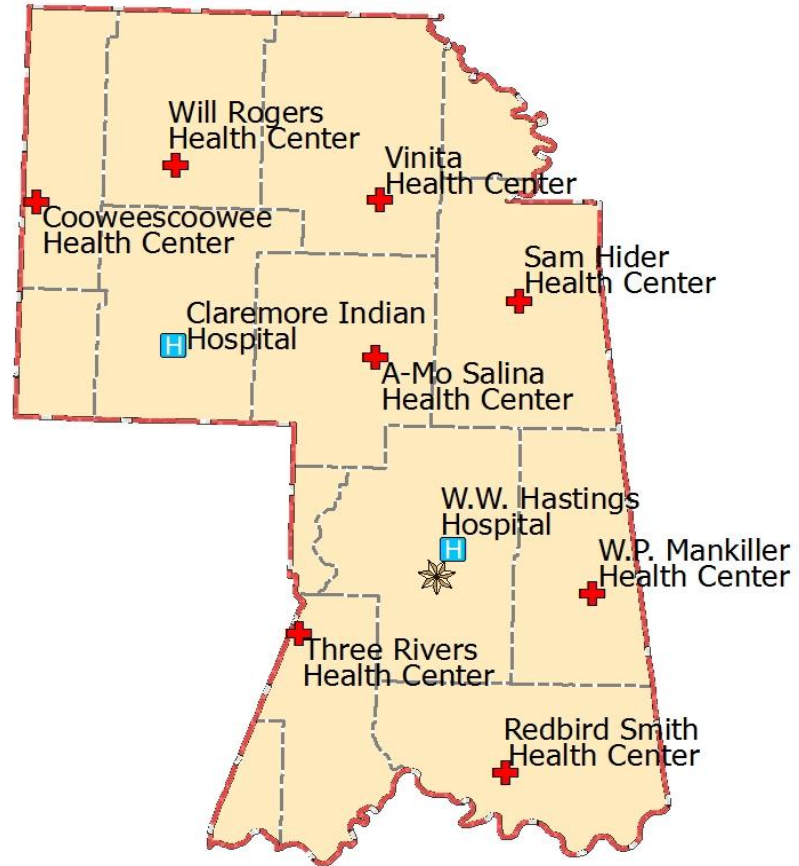 Will Rogers
Health Center
Vinita
Health Center
Cooweescoowee
Health Center
Sam Hider
Health Center
Claremore Indian
Hospital
H
A-Mo Salina
Health Center
W.W. Hastings
Hospital
H
W.P. Mankiller
Health Center
Three Rivers
Health Center
Redbird Smith
Health Center